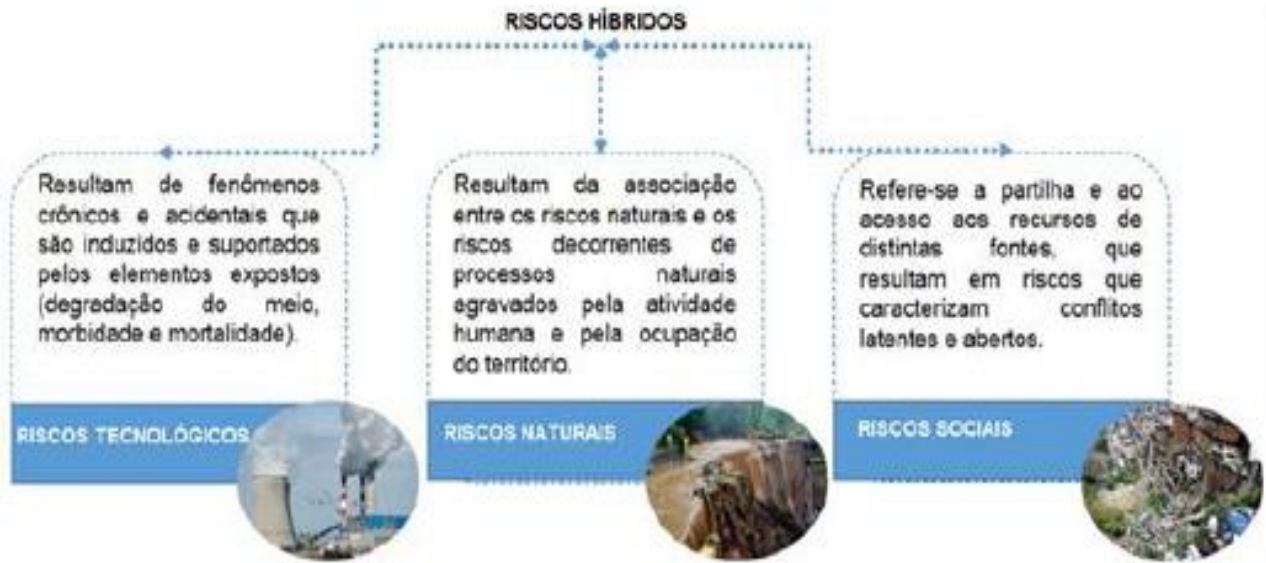 RISCOS HÍBRIDOS
Resultam de fenômenos
crônicos e acidentais que
são induzidos e suportados
pelos elementos expostos
(degradação do meio,
morbidade e mortalidade).
RISCOS TECNOLÓGICOS
Resultam da associação
entre os riscos naturais e os
riscos decorrentes de
processos naturais
agravados pela atividade
humana e pela ocupação
do território.
RISCOS NATURAIS
Refere-se a partilha e ao
acesso aos recursos de
distintas fontes, que
resultam em riscos que
caracterizam conflitos
latentes e abertos.
RISCOS SOCIAIS